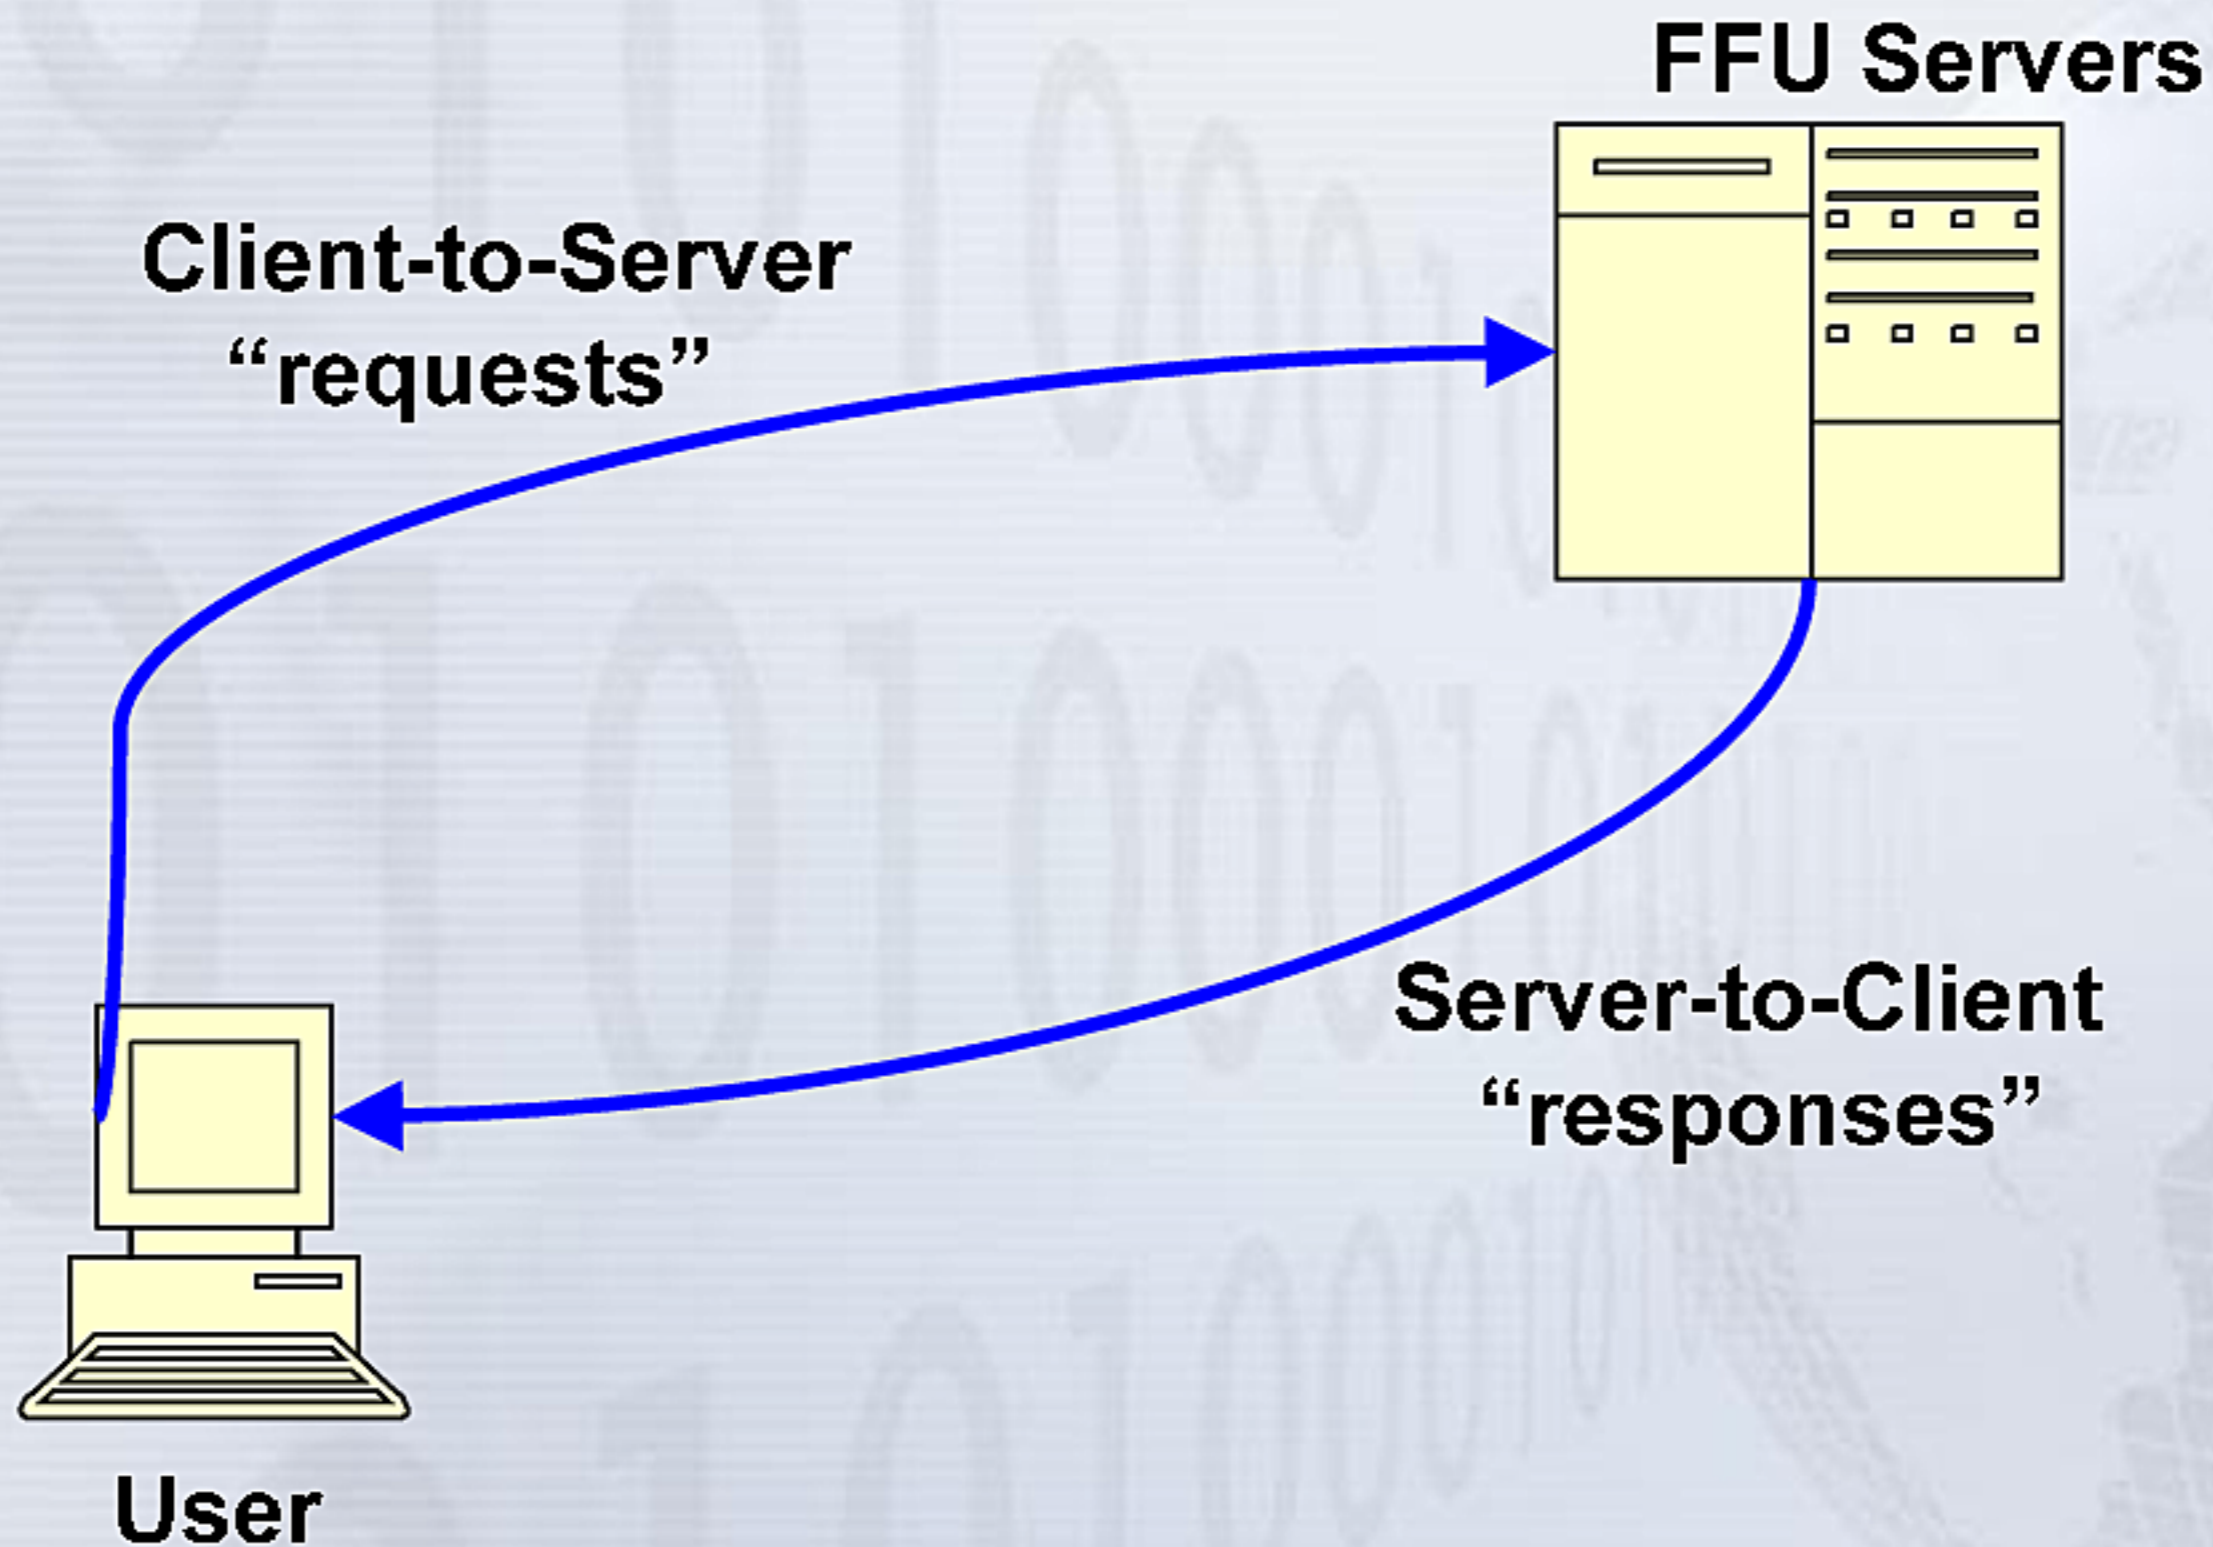 FFU Servers
Client-to-Server
“requests”
Server-to-Client
“responses”
User